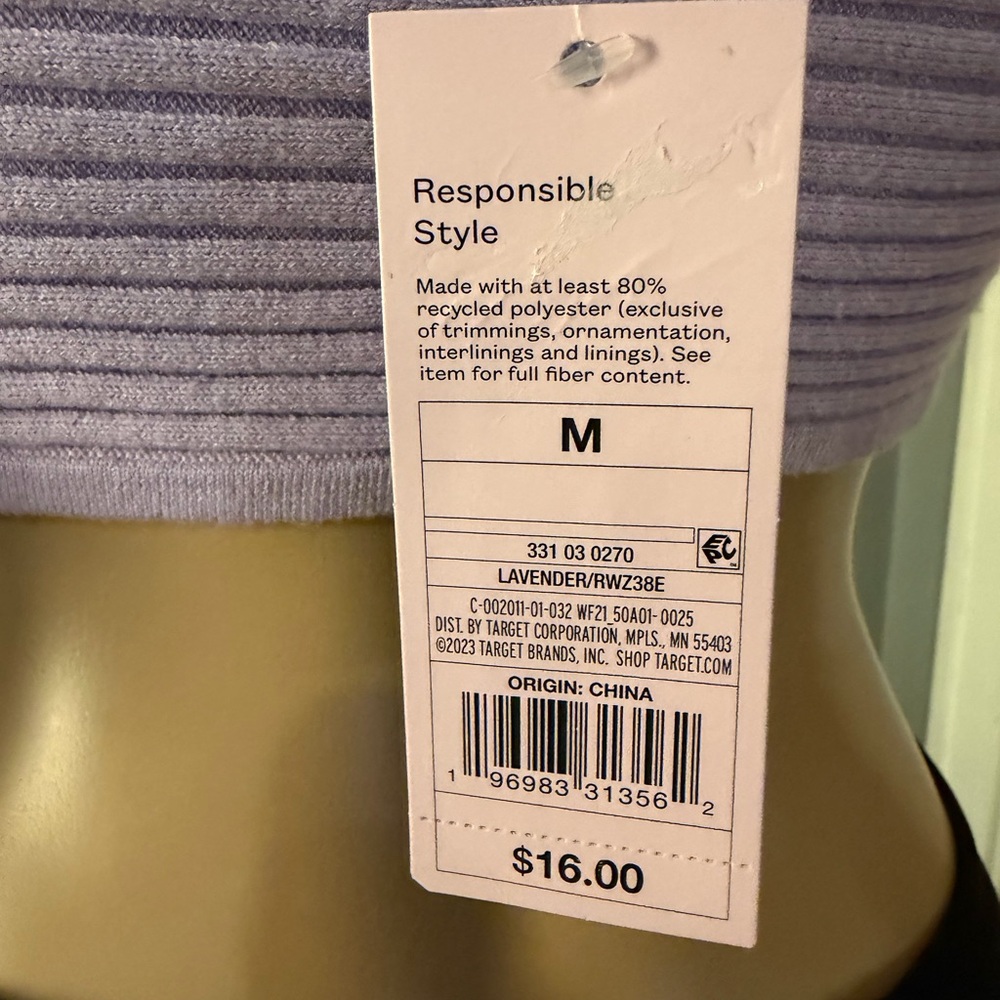 Responsible
Style
Made with at least 80%
recycled polyester (exclusive
of trimmings, ornamentation,
interlinings and linings). See
item for full fiber content.
M
EPC
331 03 0270
LAVENDER/RWZ38E
C-002011-01-032 WF21_50A01-0025
DIST. BY TARGET CORPORATION, MPLS., MN 55403
©2023 TARGET BRANDS, INC. SHOP TARGET.COM
ORIGIN: CHINA
1 96983 31356 2
$16.00